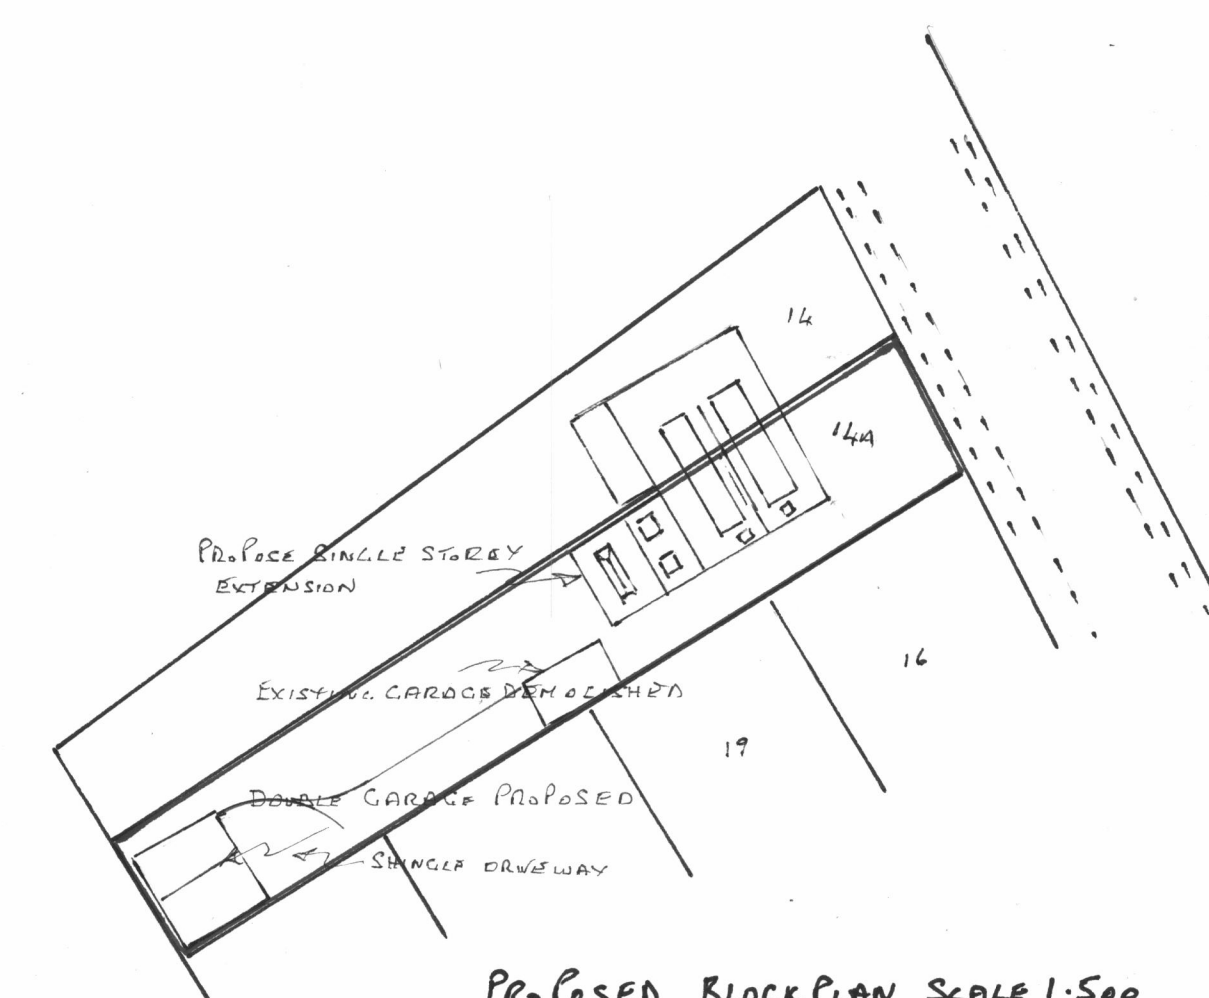 14
14A
PROPOSE SINGLE STOREY
EXTENSION
16
EXISTING GARAGE DEMOLISHED
19
DOUBLE GARAGE PROPOSED
SHINGLE DRIVEWAY
PROPOSED BLOCK PLAN SCALE 1.500